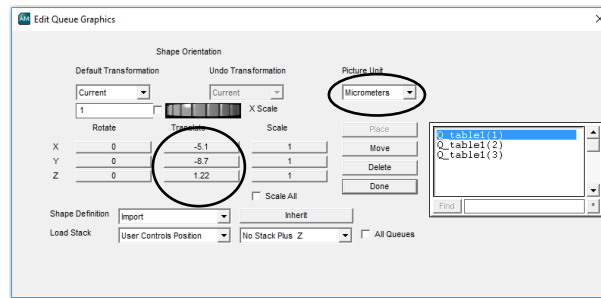 AM Edit Queue Graphics
Shape Orientation
Default Transformation Undo Transformation Picture Unit
Current Current Micrometers
1 X Scale
Rotate Translate Scale Place
X 0 -5.1 1 Move
Y 0 -8.7 1 Delete
Z 0 1.22 1 Done
Scale All
Shape Definition Import Inherit
Load Stack User Controls Position No Stack Plus Z All Queues
Q_table1(1)
Q_table1(2)
Q_table1(3)
Find *